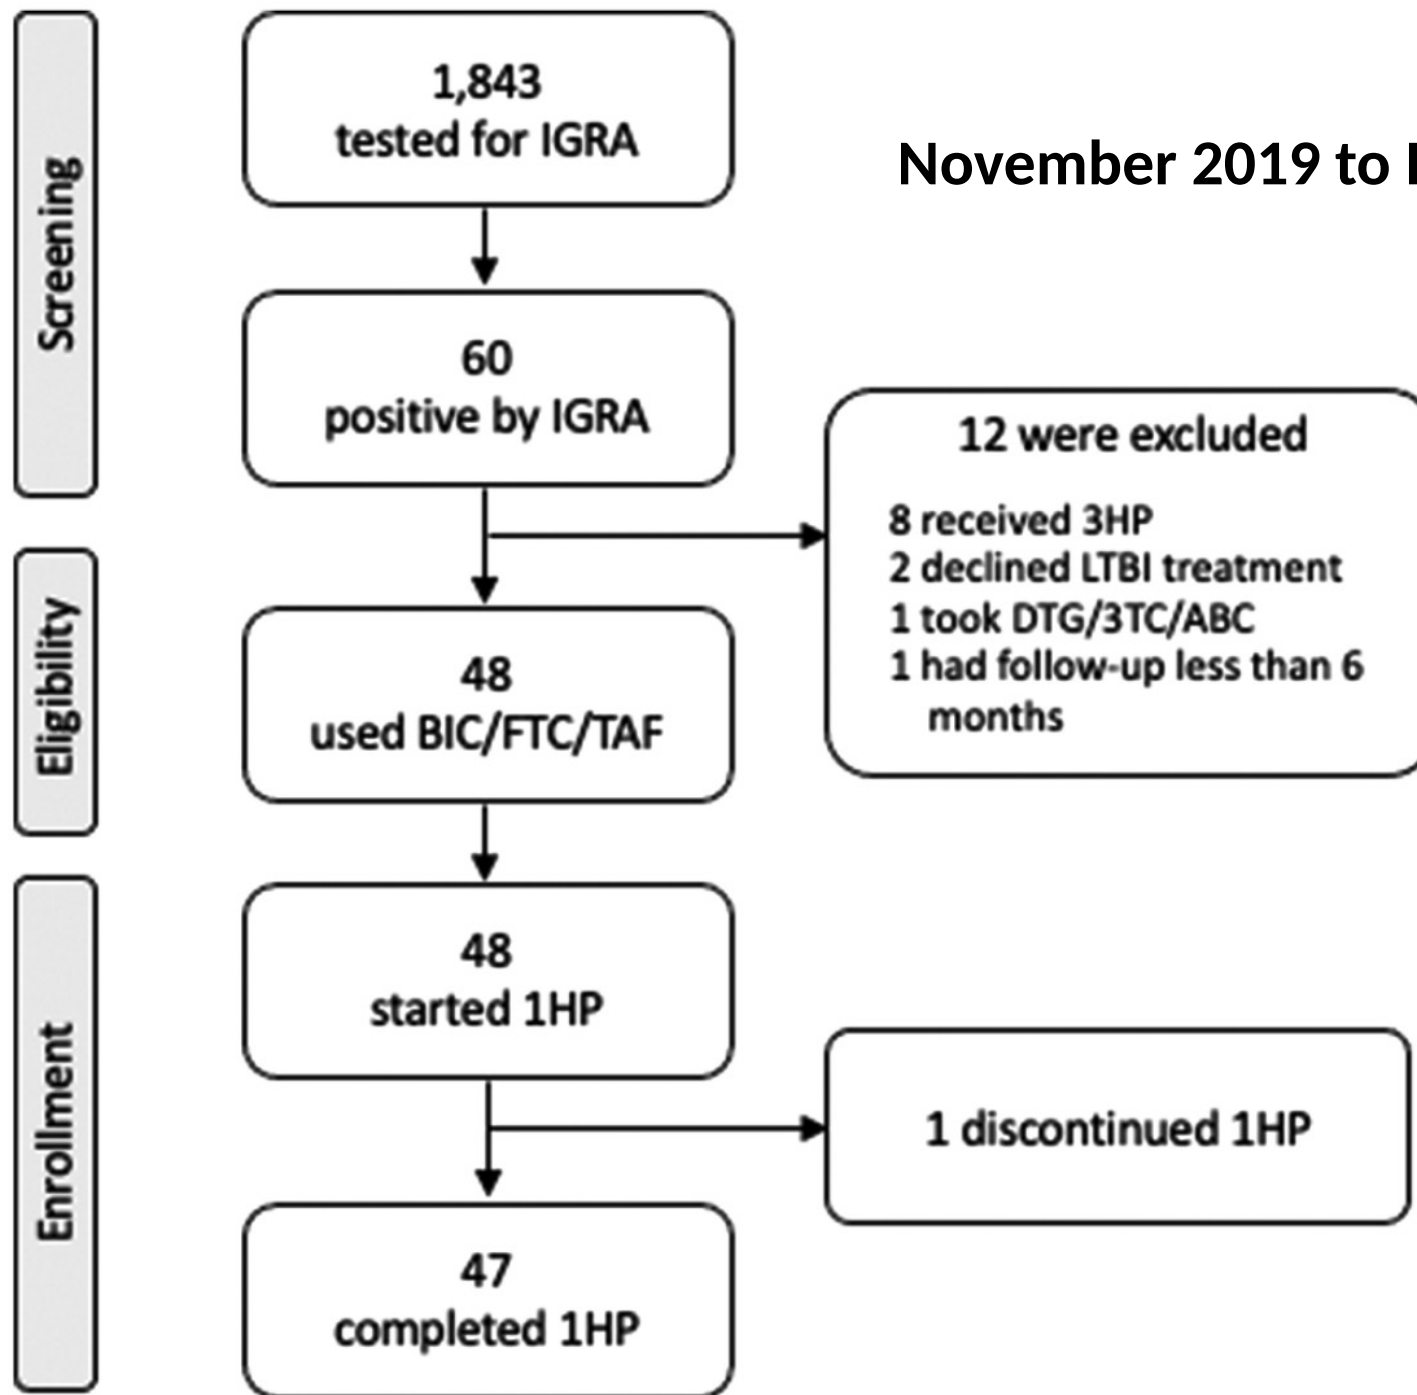 Screening
1,843
tested for IGRA
November 2019 to
60
positive by IGRA
12 were excluded
8 received 3HP
2 declined LTBI treatment
1 took DTG/3TC/ABC
1 had follow-up less than 6
months
Eligibility
48
used BIC/FTC/TAF
Enrollment
48
started 1HP
1 discontinued 1HP
47
completed 1HP